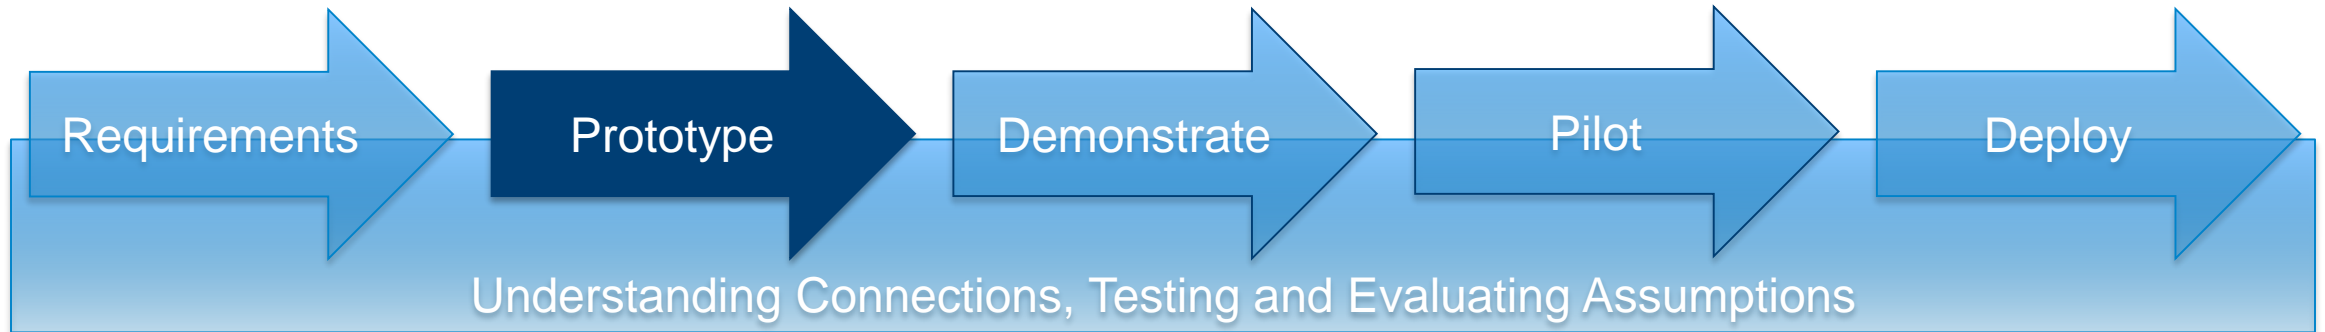 Requirements
Prototype
Demonstrate
Pilot
Deploy
Understanding Connections, Testing and Evaluating Assumptions